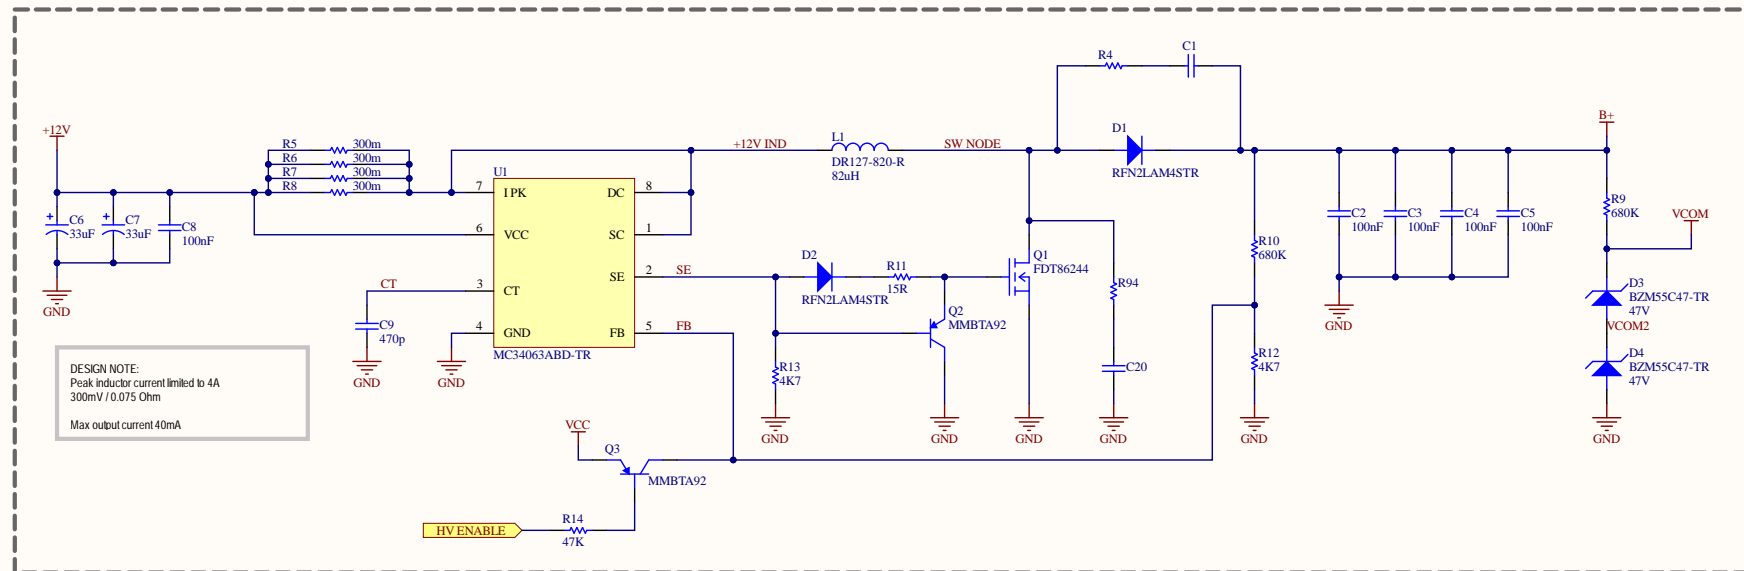 R4
C1
+12V
B+
R5 300m
R6 300m
R7 300m
R8 300m
+12V IND
L1
DR127-820-R
82uH
SW NODE
D1
RFN2LAM4STR
U1
7 I PK
DC 8
6 VCC
SC 1
SE 2
3 CT
4 GND
FB 5
MC34063ABD-TR
+
C6
33uF
+
C7
33uF
C8
100nF
GND
CT
C9
470p
GND
GND
SE
FB
D2
RFN2LAM4STR
R11
15R
Q1
FDT86244
Q2
MMBTA92
R94
C20
R13
4K7
GND
GND
GND
GND
R10
680K
R12
4K7
GND
C2
100nF
C3
100nF
C4
100nF
C5
100nF
GND
R9
680K
VCOM
D3
BZM55C47-TR
47V
VCOM2
D4
BZM55C47-TR
47V
GND
DESIGN NOTE:
Peak inductor current limited to 4A
300mV / 0.075 Ohm
Max output current 40mA
VCC
Q3
MMBTA92
HV ENABLE
R14
47K